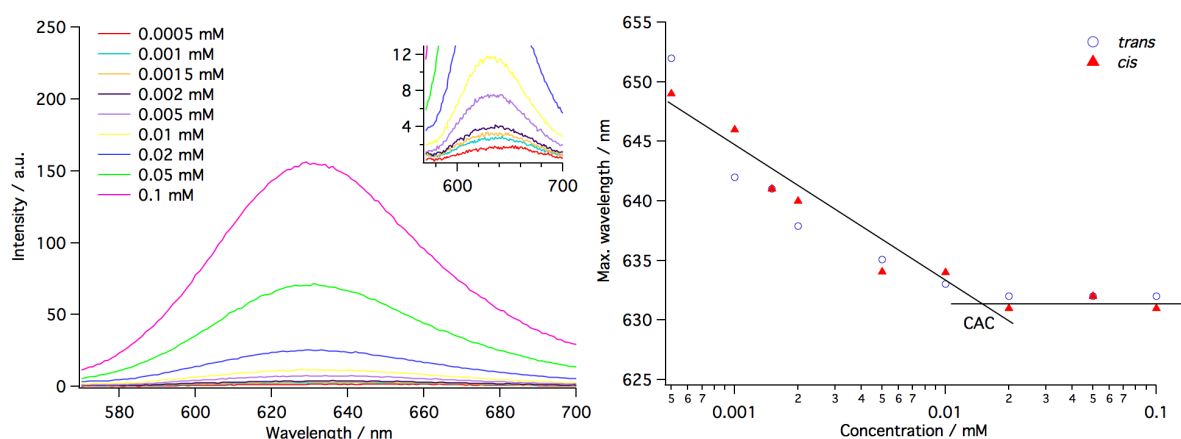 250
200
150
100
50
0
Intensity / a.u.
0.0005 mM
0.001 mM
0.0015 mM
0.002 mM
0.005 mM
0.01 mM
0.02 mM
0.05 mM
0.1 mM
12
8
4
600
700
580
600
620
640
660
680
700
Wavelength / nm
655
650
645
640
635
630
625
Max. wavelength / nm
trans
cis
CAC
5 6 7 2 3 4 5 6 7 2 3 4 5 6 7
0.001 0.01 0.1
Concentration / mM